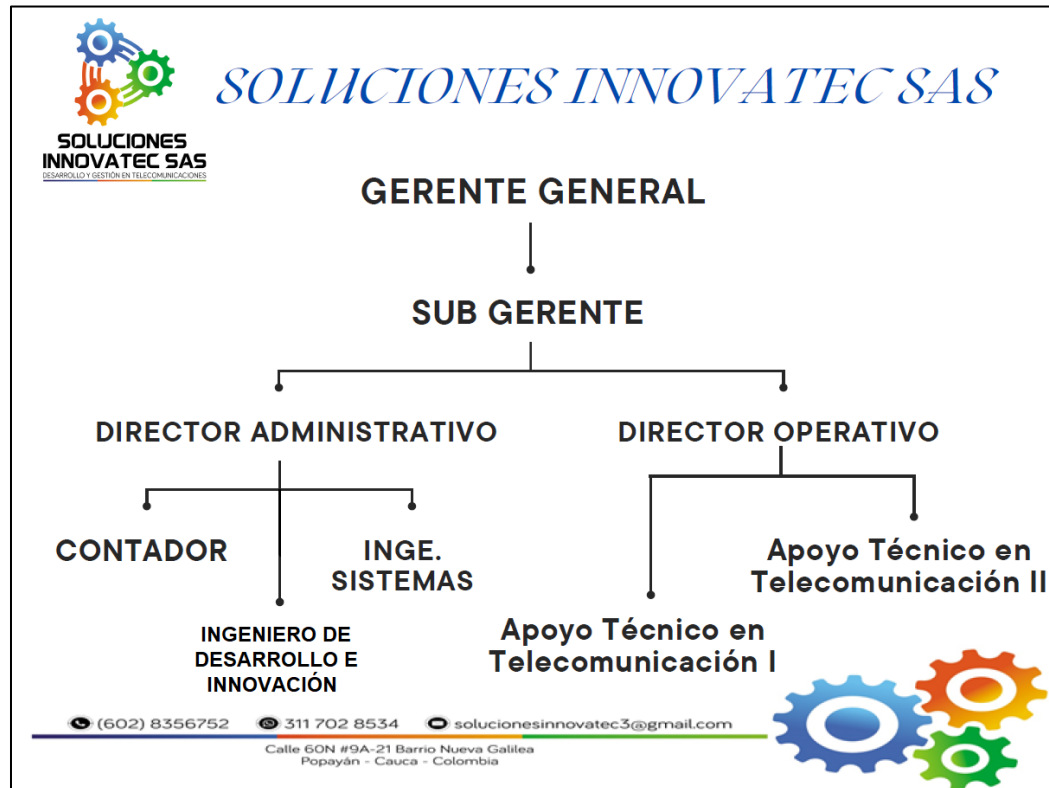 SOLUCIONES INNOVATEC SAS
SOLUCIONES
INNOVATEC SAS
DESARROLLO Y GESTIÓN EN TELECOMUNICACIONES
GERENTE GENERAL
SUB GERENTE
DIRECTOR ADMINISTRATIVO
DIRECTOR OPERATIVO
CONTADOR
INGE.
SISTEMAS
INGENIERO DE
DESARROLLO E
INNOVACIÓN
Apoyo Técnico en
Telecomunicación I
Apoyo Técnico en
Telecomunicación II
(602) 8356752
311 702 8534
solucionesinnovatec3@gmail.com
Calle 60N #9A-21 Barrio Nueva Galilea
Popayán - Cauca - Colombia